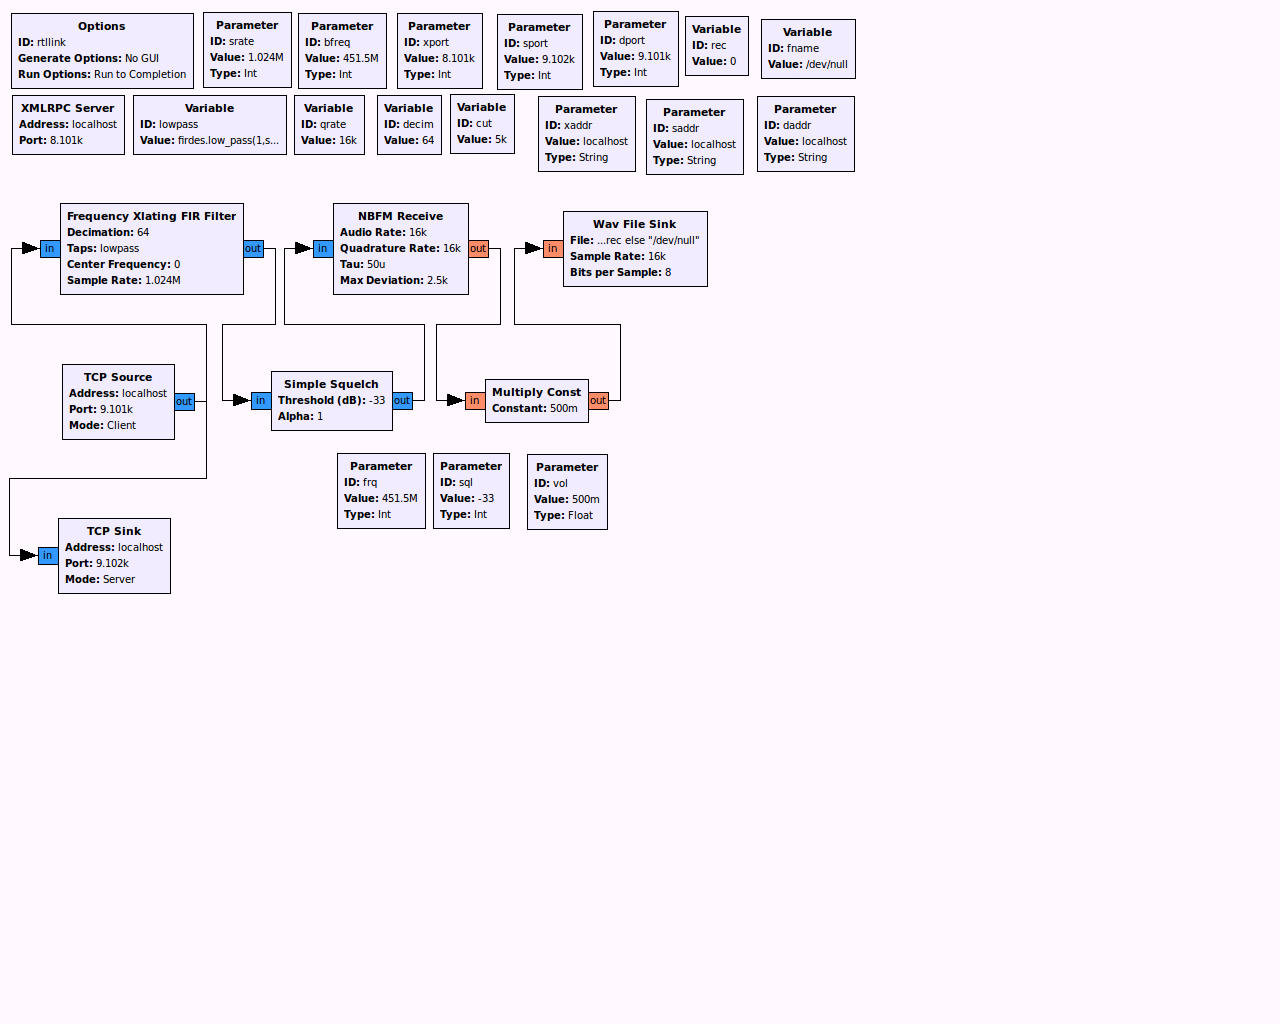 Options
ID: rtllink
Generate Options: No GUI
Run Options: Run to Completion
Parameter
ID: srate
Value: 1.024M
Type: Int
Parameter
ID: bfreq
Value: 451.5M
Type: Int
Parameter
ID: xport
Value: 8.101k
Type: Int
Parameter
ID: sport
Value: 9.102k
Type: Int
Parameter
ID: dport
Value: 9.101k
Type: Int
Variable
ID: rec
Value: 0
Variable
ID: fname
Value: /dev/null
XMLRPC Server
Address: localhost
Port: 8.101k
Variable
ID: lowpass
Value: firdes.low_pass(1,s...
Variable
ID: qrate
Value: 16k
Variable
ID: decim
Value: 64
Variable
ID: cut
Value: 5k
Parameter
ID: xaddr
Value: localhost
Type: String
Parameter
ID: saddr
Value: localhost
Type: String
Parameter
ID: daddr
Value: localhost
Type: String
in
Frequency Xlating FIR Filter
Decimation: 64
Taps: lowpass
Center Frequency: 0
Sample Rate: 1.024M
out
in
NBFM Receive
Audio Rate: 16k
Quadrature Rate: 16k
Tau: 50u
Max Deviation: 2.5k
out
in
Wav File Sink
File: ...rec else "/dev/null"
Sample Rate: 16k
Bits per Sample: 8
TCP Source
Address: localhost
Port: 9.101k
Mode: Client
out
in
Simple Squelch
Threshold (dB): -33
Alpha: 1
out
in
Multiply Const
Constant: 500m
out
Parameter
ID: frq
Value: 451.5M
Type: Int
Parameter
ID: sql
Value: -33
Type: Int
Parameter
ID: vol
Value: 500m
Type: Float
in
TCP Sink
Address: localhost
Port: 9.102k
Mode: Server